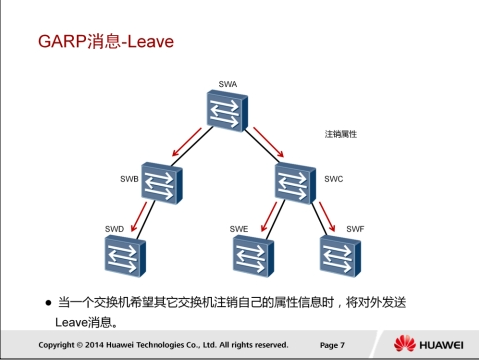 GARP消息-Leave
SWA
注销属性
SWB
SWC
SWD
SWE
SWF
● 当一个交换机希望其它交换机注销自己的属性信息时，将对外发送
Leave消息。
Copyright © 2014 Huawei Technologies Co., Ltd. All rights reserved.
Page 7
HUAWEI